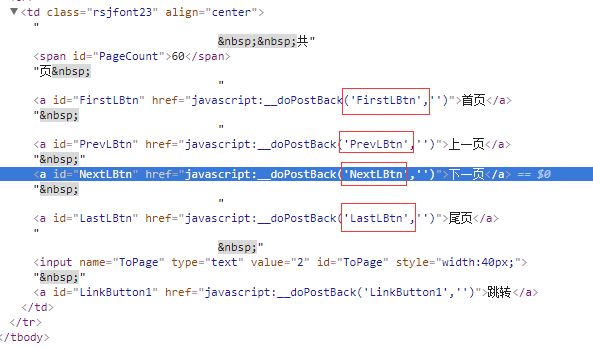 <td class="rsjfont23" align="center">
"
&nbsp;&nbsp;共"
<span id="PageCount">60</span>
"页&nbsp;
"
<a id="FirstLBtn" href="javascript:__doPostBack('FirstLBtn','')">首页</a>
"&nbsp;
"
<a id="PrevLBtn" href="javascript:__doPostBack('PrevLBtn','')">上一页</a>
"&nbsp;"
<a id="NextLBtn" href="javascript:__doPostBack('NextLBtn','')">下一页</a> == $0
"&nbsp;
"
<a id="LastLBtn" href="javascript:__doPostBack('LastLBtn','')">尾页</a>
"
&nbsp;"
<input name="ToPage" type="text" value="2" id="ToPage" style="width:40px;">
"&nbsp;"
<a id="LinkButton1" href="javascript:__doPostBack('LinkButton1','')">跳转</a>
</td>
</tr>
</tbody>